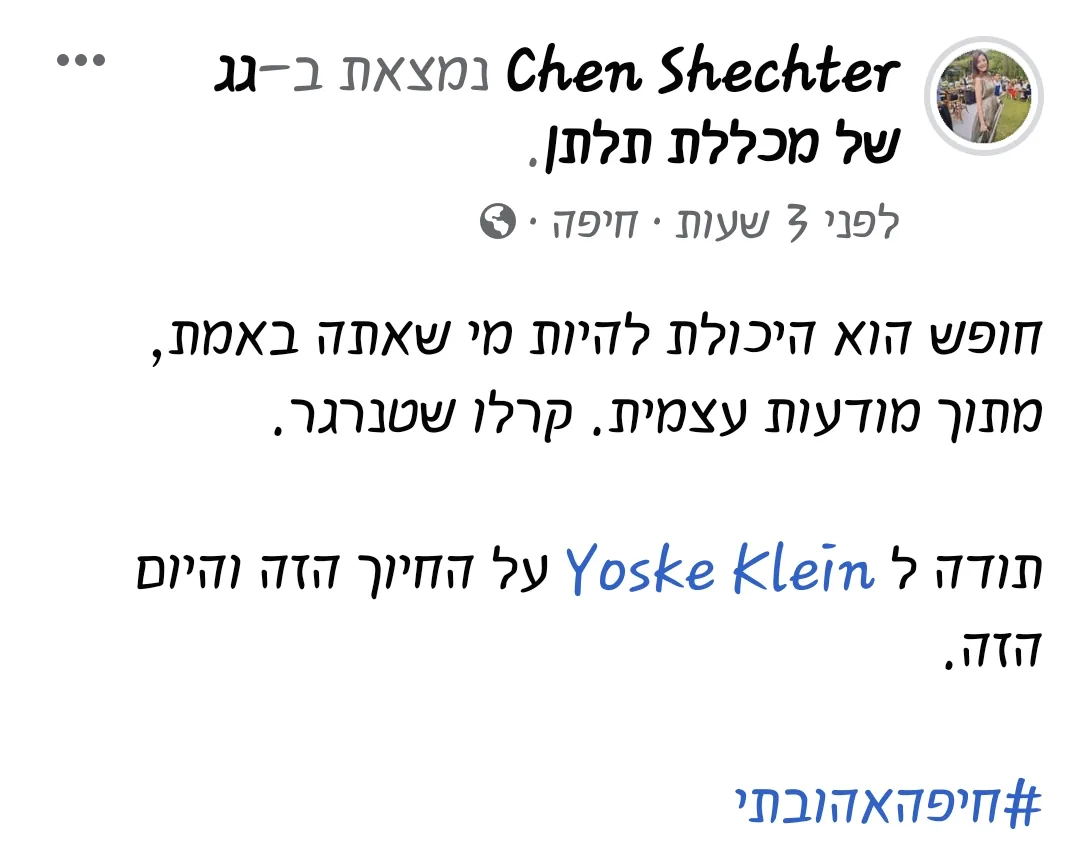 Chen Shechter נמצאת ב-גג
של מכללת תלתן.
לפני 3 שעות · חיפה ·
חופש הוא היכולת להיות מי שאתה באמת,
מתוך מודעות עצמית. קרלו שטנרגר.
תודה ל Yoske Klein על החיוך הזה והיום
הזה.
#חיפהאהובתי